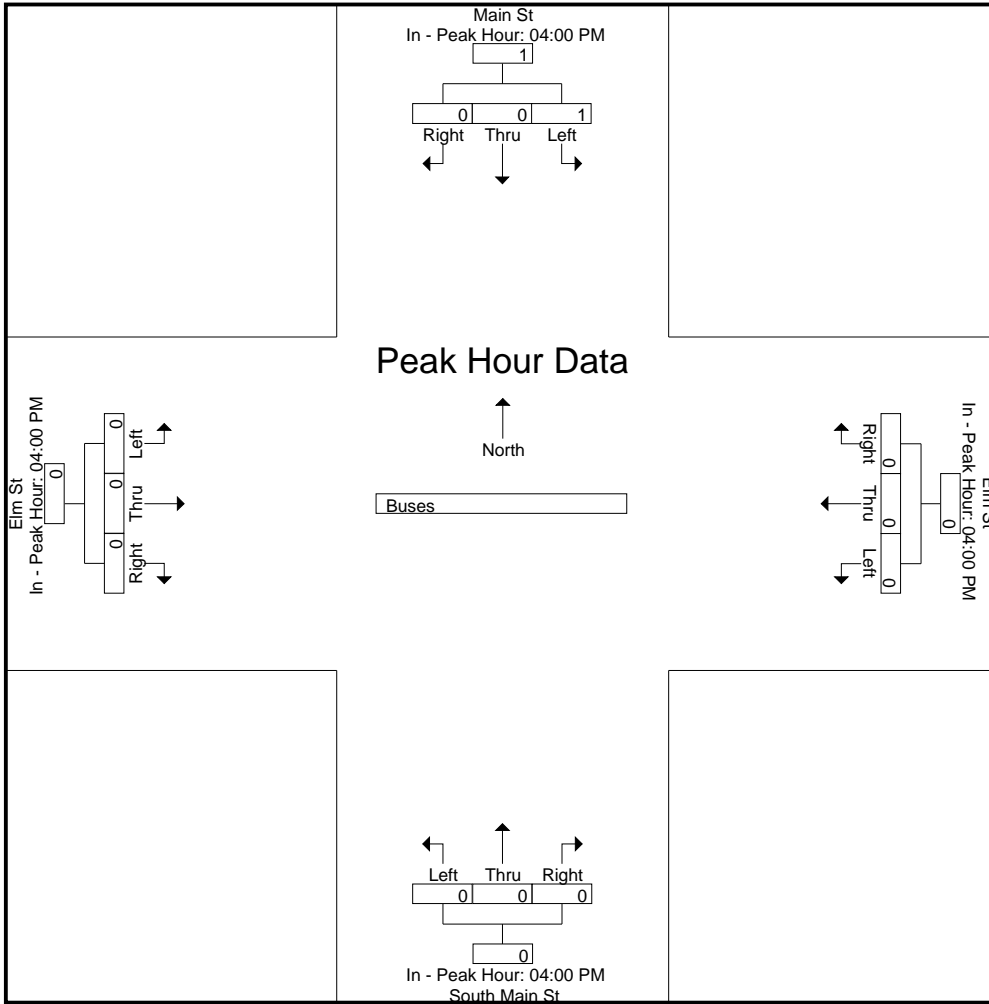 Main St
In - Peak Hour: 04:00 PM
1
0 0 1
Right Thru Left
Peak Hour Data
North
Buses
Elm St
In - Peak Hour: 04:00 PM
0
0 0 0
Left Thru Right
Elm St
In - Peak Hour: 04:00 PM
0
0 0 0
Right Thru Left
Left Thru Right
0 0 0
0
In - Peak Hour: 04:00 PM
South Main St